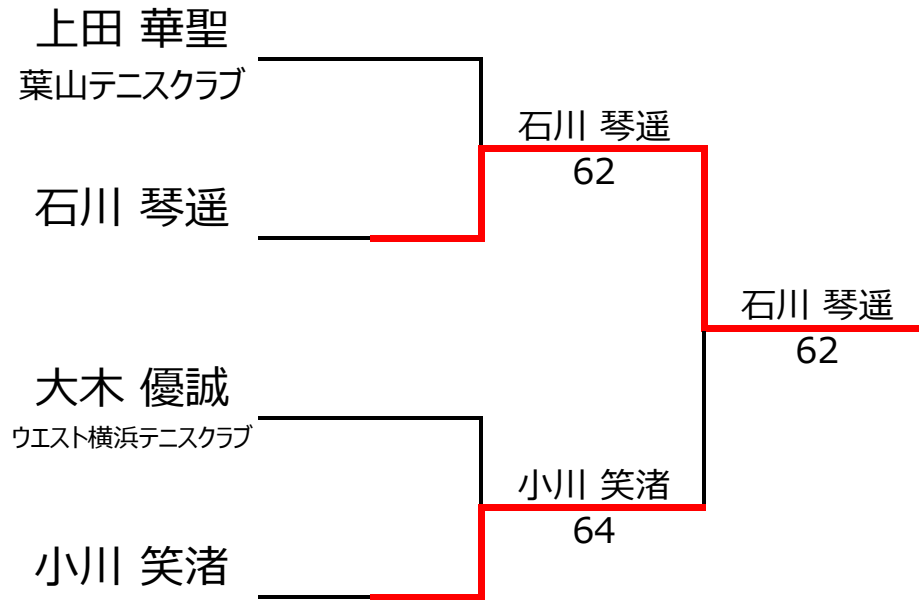 上田 華聖
葉山テニスクラブ
石川 琴遥
62
石川 琴遥
石川 琴遥
62
大木 優誠
ウエスト横浜テニスクラブ
小川 笑渚
64
小川 笑渚